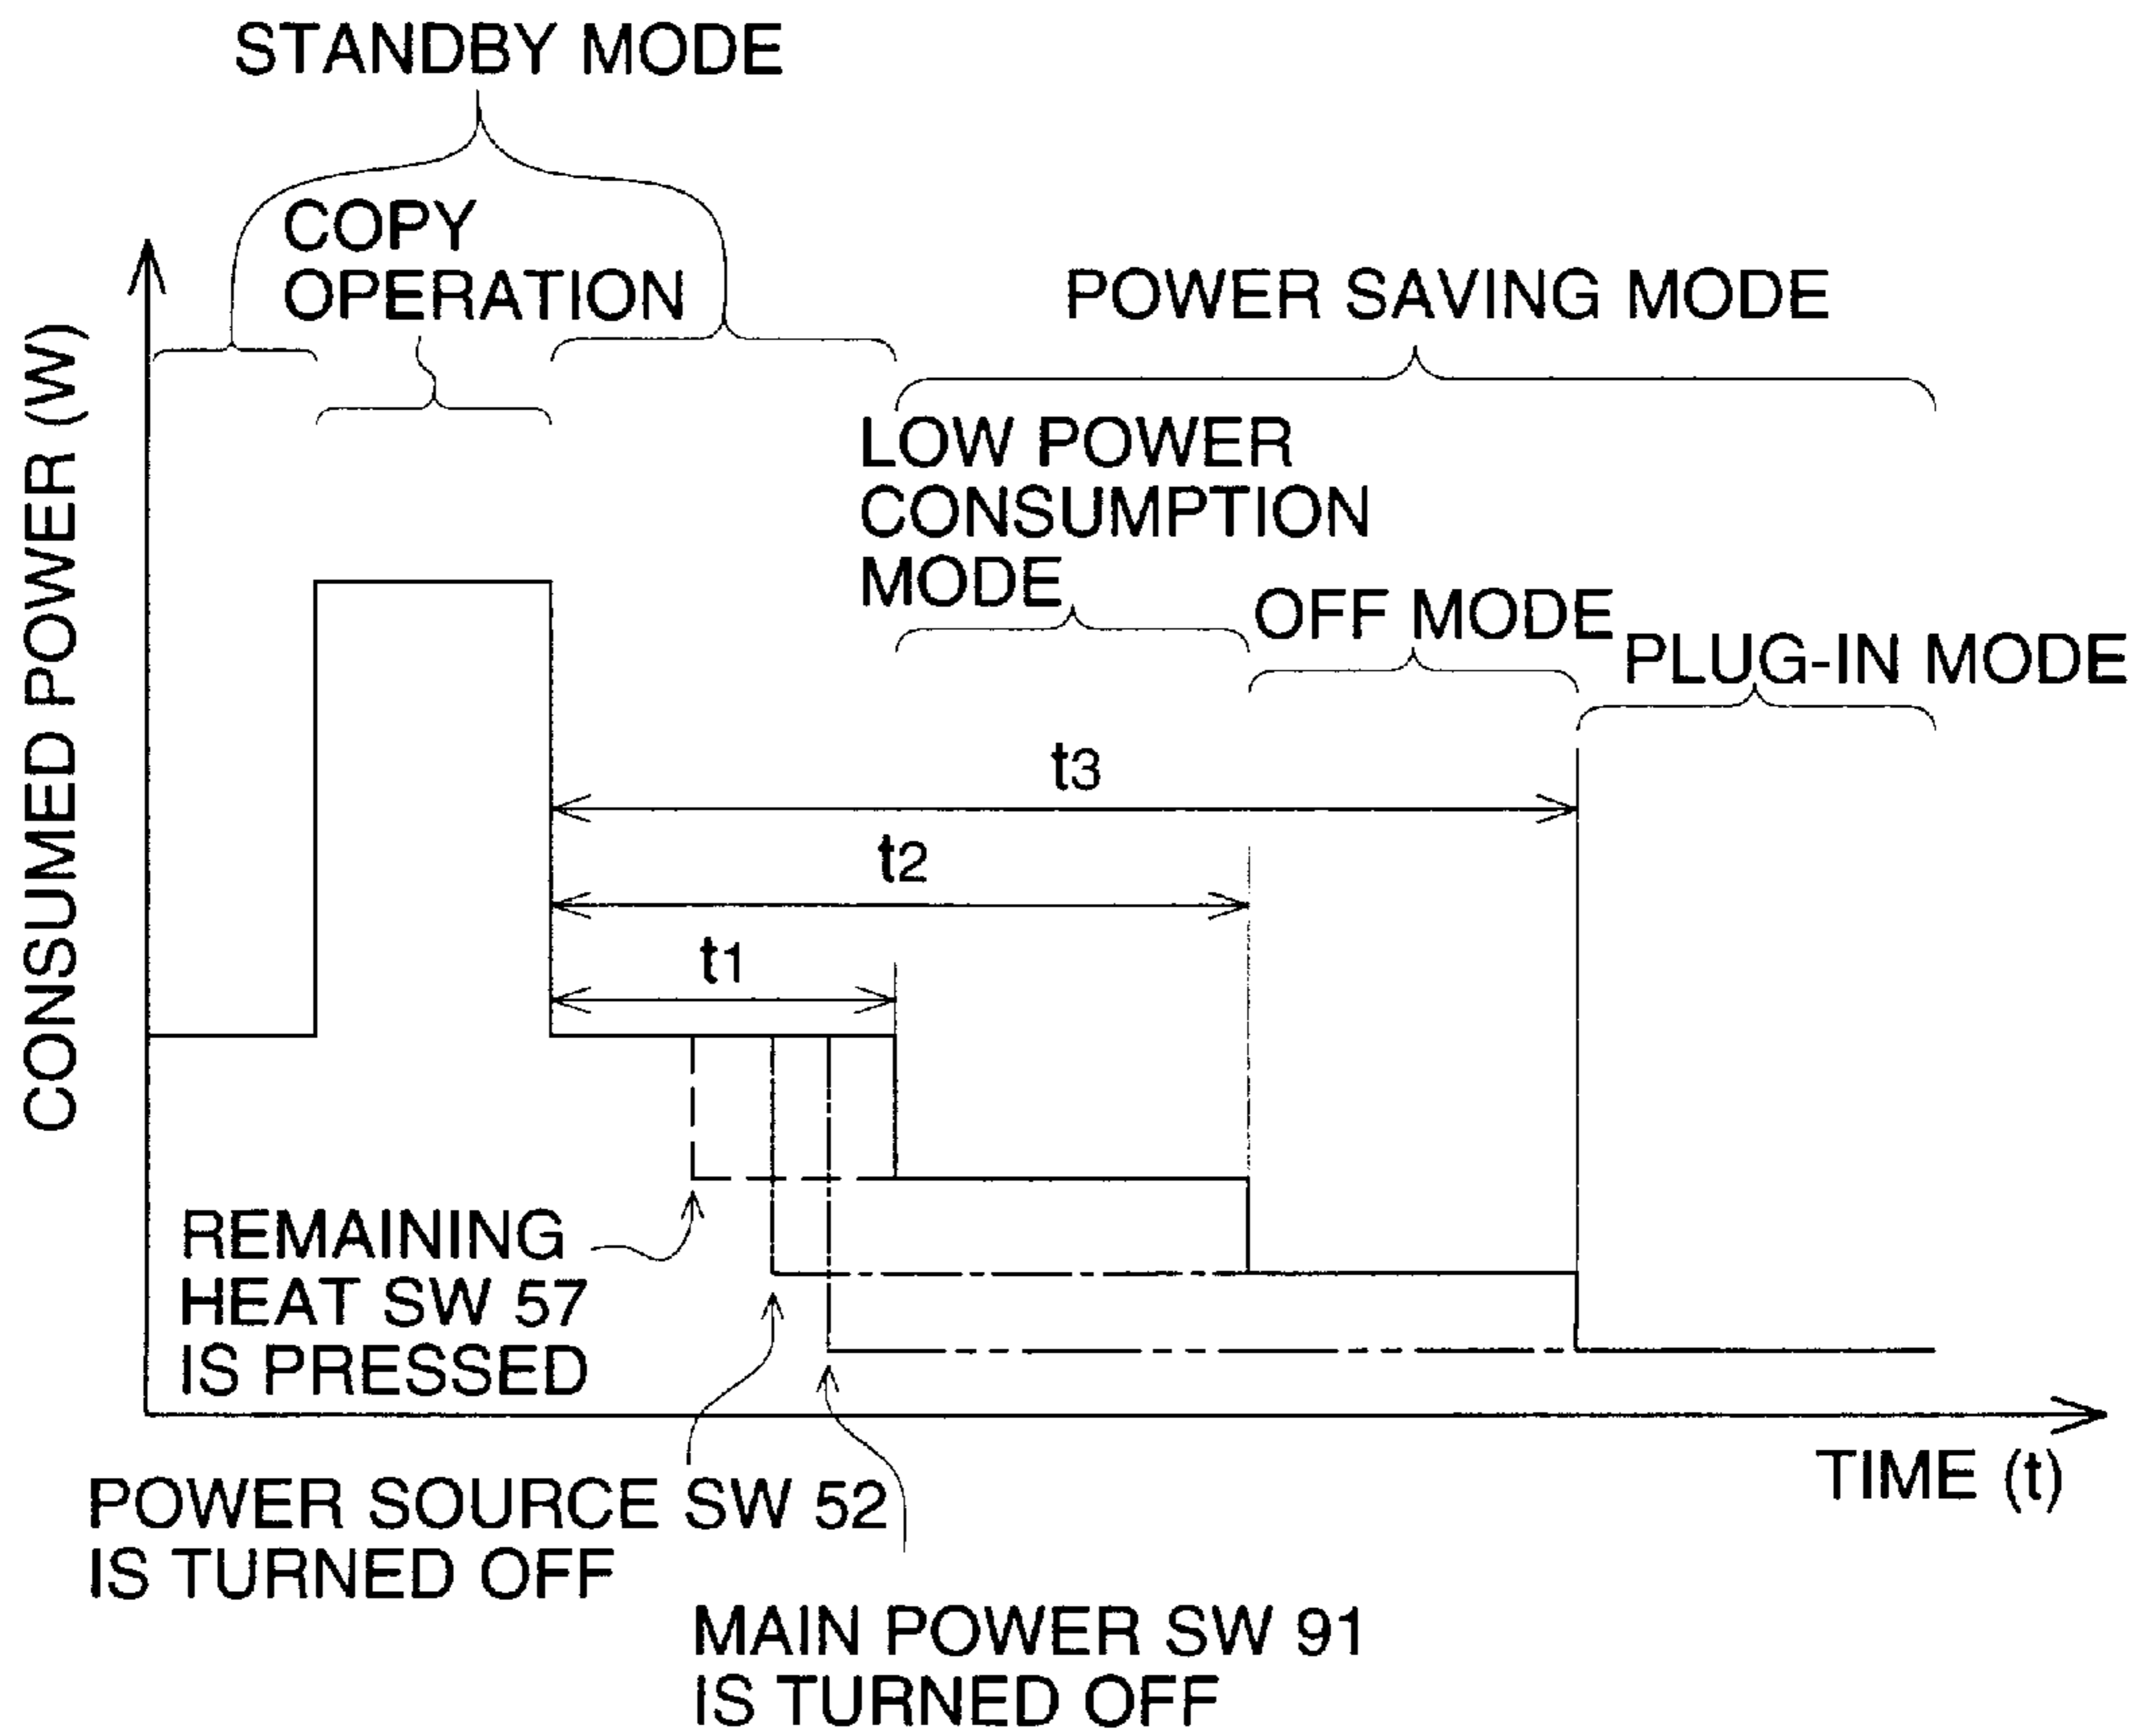 STANDBY MODE
COPY
OPERATION
POWER SAVING MODE
LOW POWER
CONSUMPTION
MODE
OFF MODE
PLUG-IN MODE
CONSUMED POWER (W)
t3
t2
t1
REMAINING
HEAT SW 57
IS PRESSED
TIME (t)
POWER SOURCE SW 52
IS TURNED OFF
MAIN POWER SW 91
IS TURNED OFF